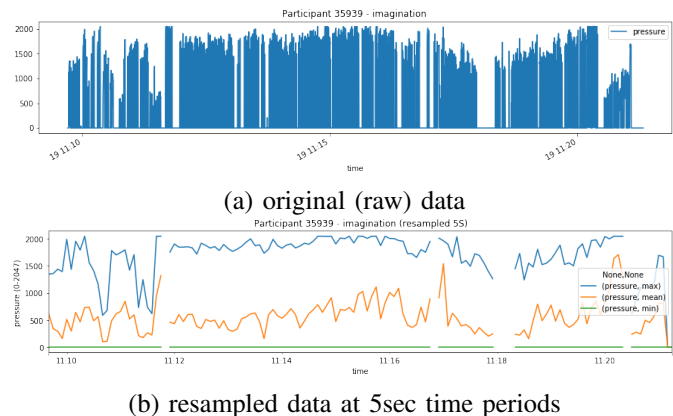 Participant 35939 - imagination
2000
1500
1000
500
0
pressure
19 11:10
19 11:15
19 11:20
time
(a) original (raw) data
Participant 35939 - imagination (resampled 5S)
pressure (0-2047)
2000
1500
1000
500
0
None,None
(pressure, max)
(pressure, mean)
(pressure, min)
11:10
11:12
11:14
11:16
11:18
11:20
time
(b) resampled data at 5sec time periods